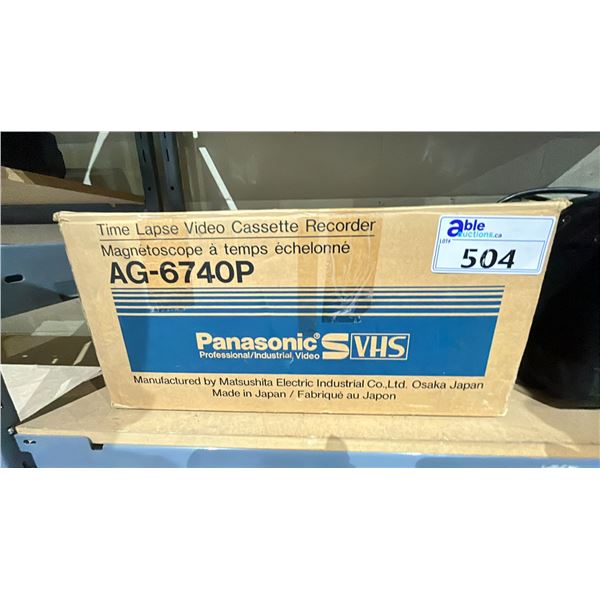 Time Lapse Video Cassette Recorder
Magnétoscope à temps échelonné
AG-6740P
Panasonic®
Professional/Industrial Video
S VHS
Manufactured by Matsushita Electric Industrial Co., Ltd. Osaka Japan
Made in Japan / Fabriqué au Japon
able
auctions.ca
LOT#
504